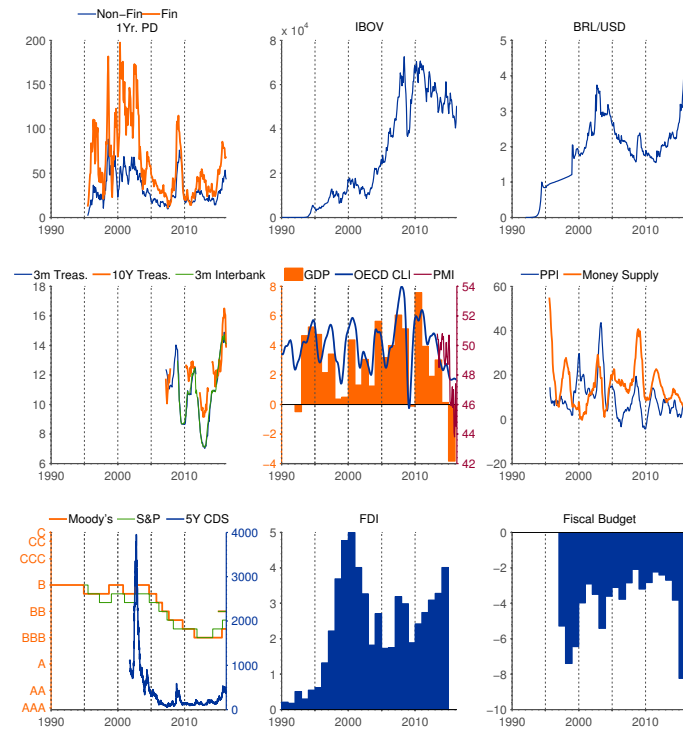 Non-Fin Fin
1Yr. PD
200
150
100
50
0
1990 2000 2010
× 10^4
IBOV
8
6
4
2
0
1990 2000 2010
BRL/USD
5
4
3
2
1
0
1990 2000 2010
3m Treas. 10Y Treas. 3m Interbank
18
16
14
12
10
8
6
1990 2000 2010
GDP OECD CLI PMI
8 54
6 52
4 50
2 48
0 46
-2 44
-4 42
1990 2000 2010
PPI Money Supply
60
40
20
0
-20
1990 2000 2010
Moody's S&P 5Y CDS
C 4000
CC
CCC
B 3000
BB 2000
BBB
A 1000
AA
AAA 0
1990 2000 2010
FDI
5
4
3
2
1
0
1990 2000 2010
Fiscal Budget
0
-2
-4
-6
-8
-10
1990 2000 2010